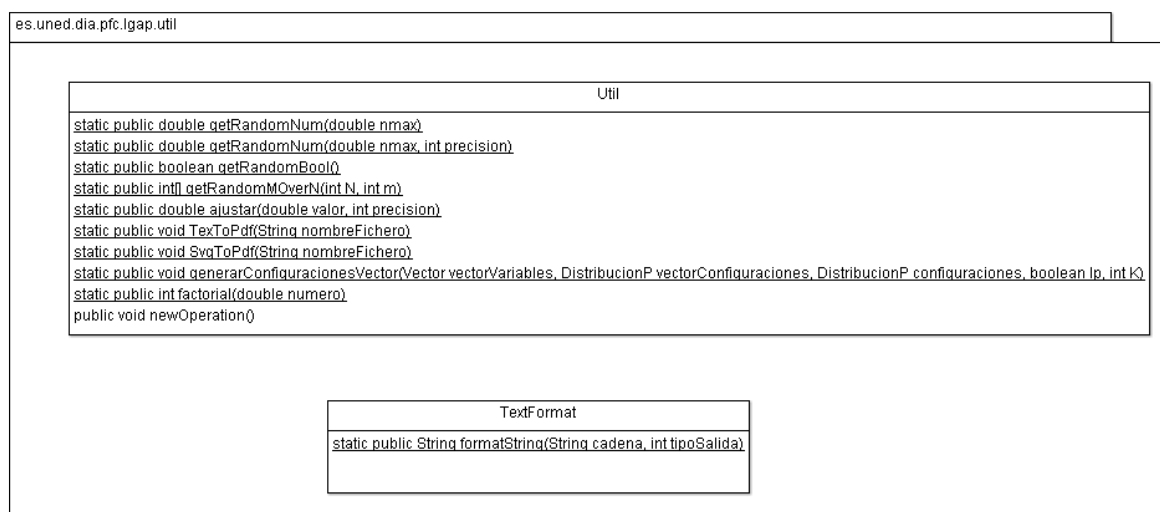 es.uned.dia.pfc.lgap.util
Util
static public double getRandomNum(double nmax)
static public double getRandomNum(double nmax, int precision)
static public boolean getRandomBool()
static public int[] getRandomMOverN(int N, int m)
static public double ajustar(double valor, int precision)
static public void TexToPdf(String nombreFichero)
static public void SvgToPdf(String nombreFichero)
static public void generarConfiguracionesVector(Vector vectorVariables, DistribucionP vectorConfiguraciones, DistribucionP configuraciones, boolean lp, int K)
static public int factorial(double numero)
public void newOperation()
TextFormat
static public String formatString(String cadena, int tipoSalida)